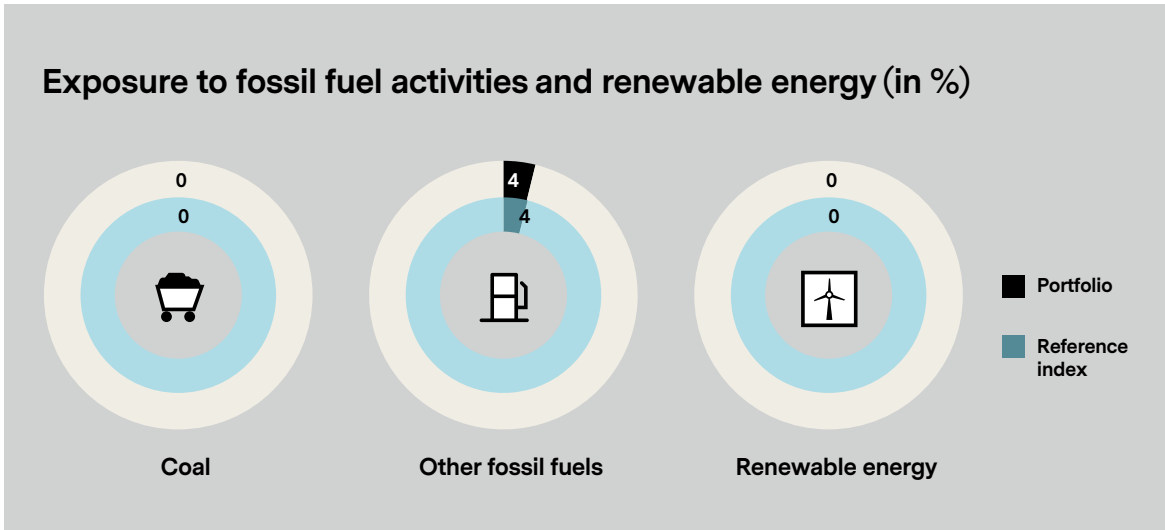 Exposure to fossil fuel activities and renewable energy (in %)
0
0
4
4
0
0
Portfolio
Reference
index
Coal
Other fossil fuels
Renewable energy